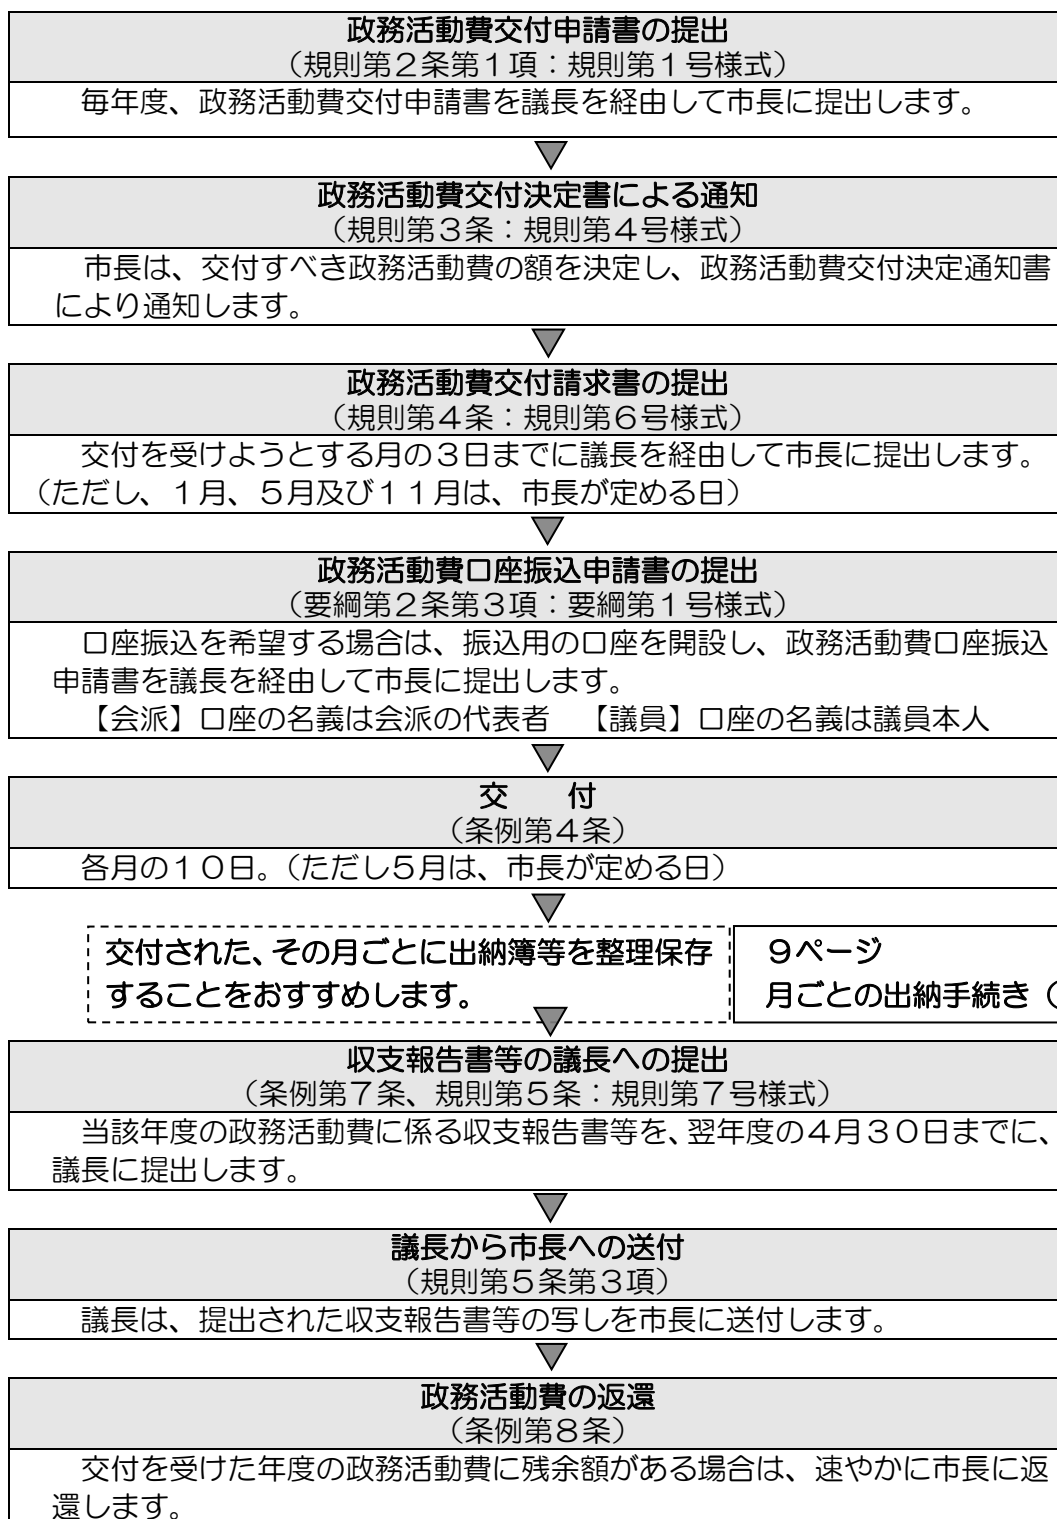 政務活動費交付申請書の提出
（規則第２条第１項：規則第１号様式）
毎年度、政務活動費交付申請書を議長を経由して市長に提出します。
政務活動費交付決定書による通知
（規則第３条：規則第４号様式）
市長は、交付すべき政務活動費の額を決定し、政務活動費交付決定通知書
により通知します。
政務活動費交付請求書の提出
（規則第４条：規則第６号様式）
交付を受けようとする月の３日までに議長を経由して市長に提出します。
（ただし、１月、５月及び１１月は、市長が定める日）
政務活動費口座振込申請書の提出
（要綱第２条第３項：要綱第１号様式）
口座振込を希望する場合は、振込用の口座を開設し、政務活動費口座振込
申請書を議長を経由して市長に提出します。
【会派】口座の名義は会派の代表者　【議員】口座の名義は議員本人
交　　付
（条例第４条）
各月の１０日。（ただし５月は、市長が定める日）
交付された、その月ごとに出納簿等を整理保存
することをおすすめします。
９ページ
月ごとの出納手続き（
収支報告書等の議長への提出
（条例第７条、規則第５条：規則第７号様式）
当該年度の政務活動費に係る収支報告書等を、翌年度の４月３０日までに、
議長に提出します。
議長から市長への送付
（規則第５条第３項）
議長は、提出された収支報告書等の写しを市長に送付します。
政務活動費の返還
（条例第８条）
交付を受けた年度の政務活動費に残余額がある場合は、速やかに市長に返
還します。